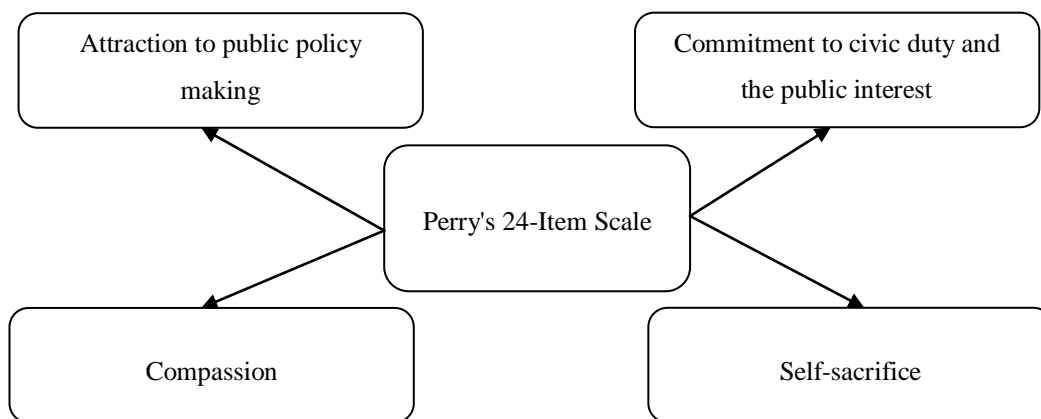 Attraction to public policy
making
Commitment to civic duty and
the public interest
Perry's 24-Item Scale
Compassion
Self-sacrifice